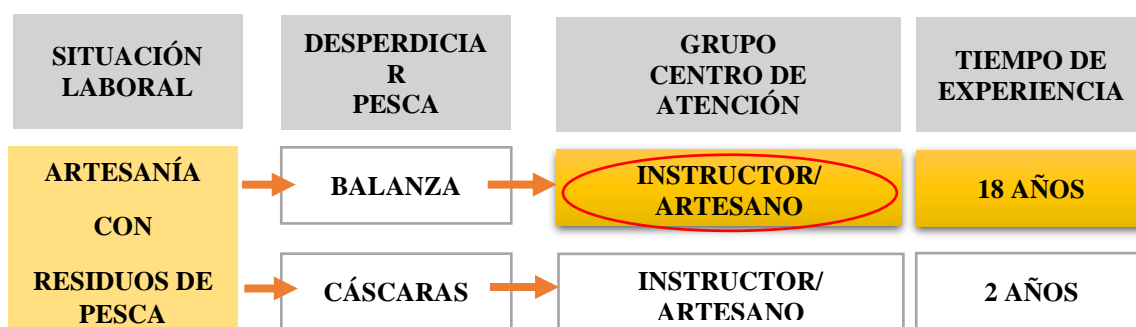 SITUACIÓN
LABORAL
DESPERDICIA
R
PESCA
GRUPO
CENTRO DE
ATENCIÓN
TIEMPO DE
EXPERIENCIA
ARTESANÍA
CON
RESIDUOS DE
PESCA
BALANZA
INSTRUCTOR/
ARTESANO
18 AÑOS
CÁSCARAS
INSTRUCTOR/
ARTESANO
2 AÑOS